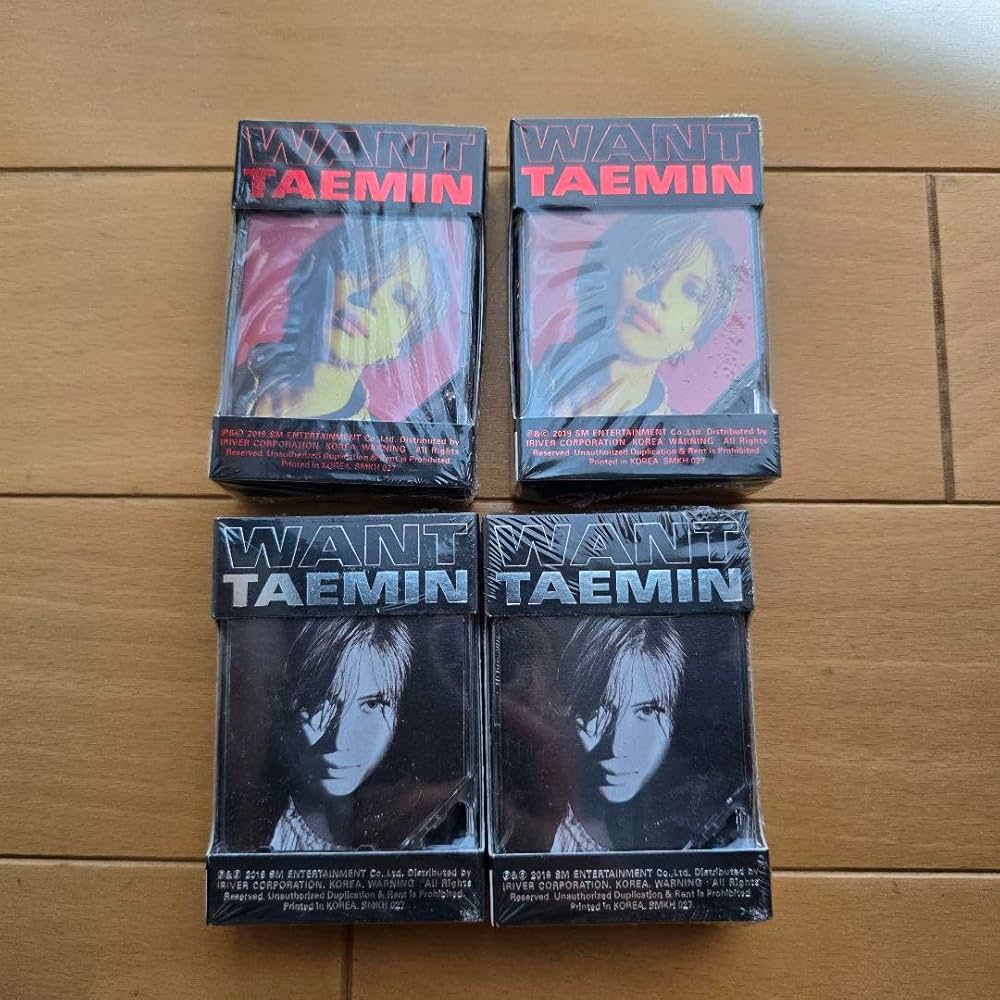 WANT
TAEMIN
℗&© 2019 SM ENTERTAINMENT Co.,Ltd. Distributed by
IRIVER CORPORATION. KOREA. WARNING : All Rights
Reserved. Unauthorized Duplication & Rent is Prohibited.
Printed in KOREA. SMKH 027
WANT
TAEMIN
℗&© 2019 SM ENTERTAINMENT Co.,Ltd. Distributed by
IRIVER CORPORATION. KOREA. WARNING : All Rights
Reserved. Unauthorized Duplication & Rent is Prohibited.
Printed in KOREA. SMKH 027
WANT
TAEMIN
℗&© 2019 SM ENTERTAINMENT Co.,Ltd. Distributed by
IRIVER CORPORATION. KOREA. WARNING : All Rights
Reserved. Unauthorized Duplication & Rent is Prohibited
Printed in KOREA. SMKH 027
WANT
TAEMIN
℗&© 2019 SM ENTERTAINMENT Co.,Ltd. Distributed by
IRIVER CORPORATION. KOREA. WARNING : All Rights
Reserved. Unauthorized Duplication & Rent is Prohibited
Printed in KOREA. SMKH 027